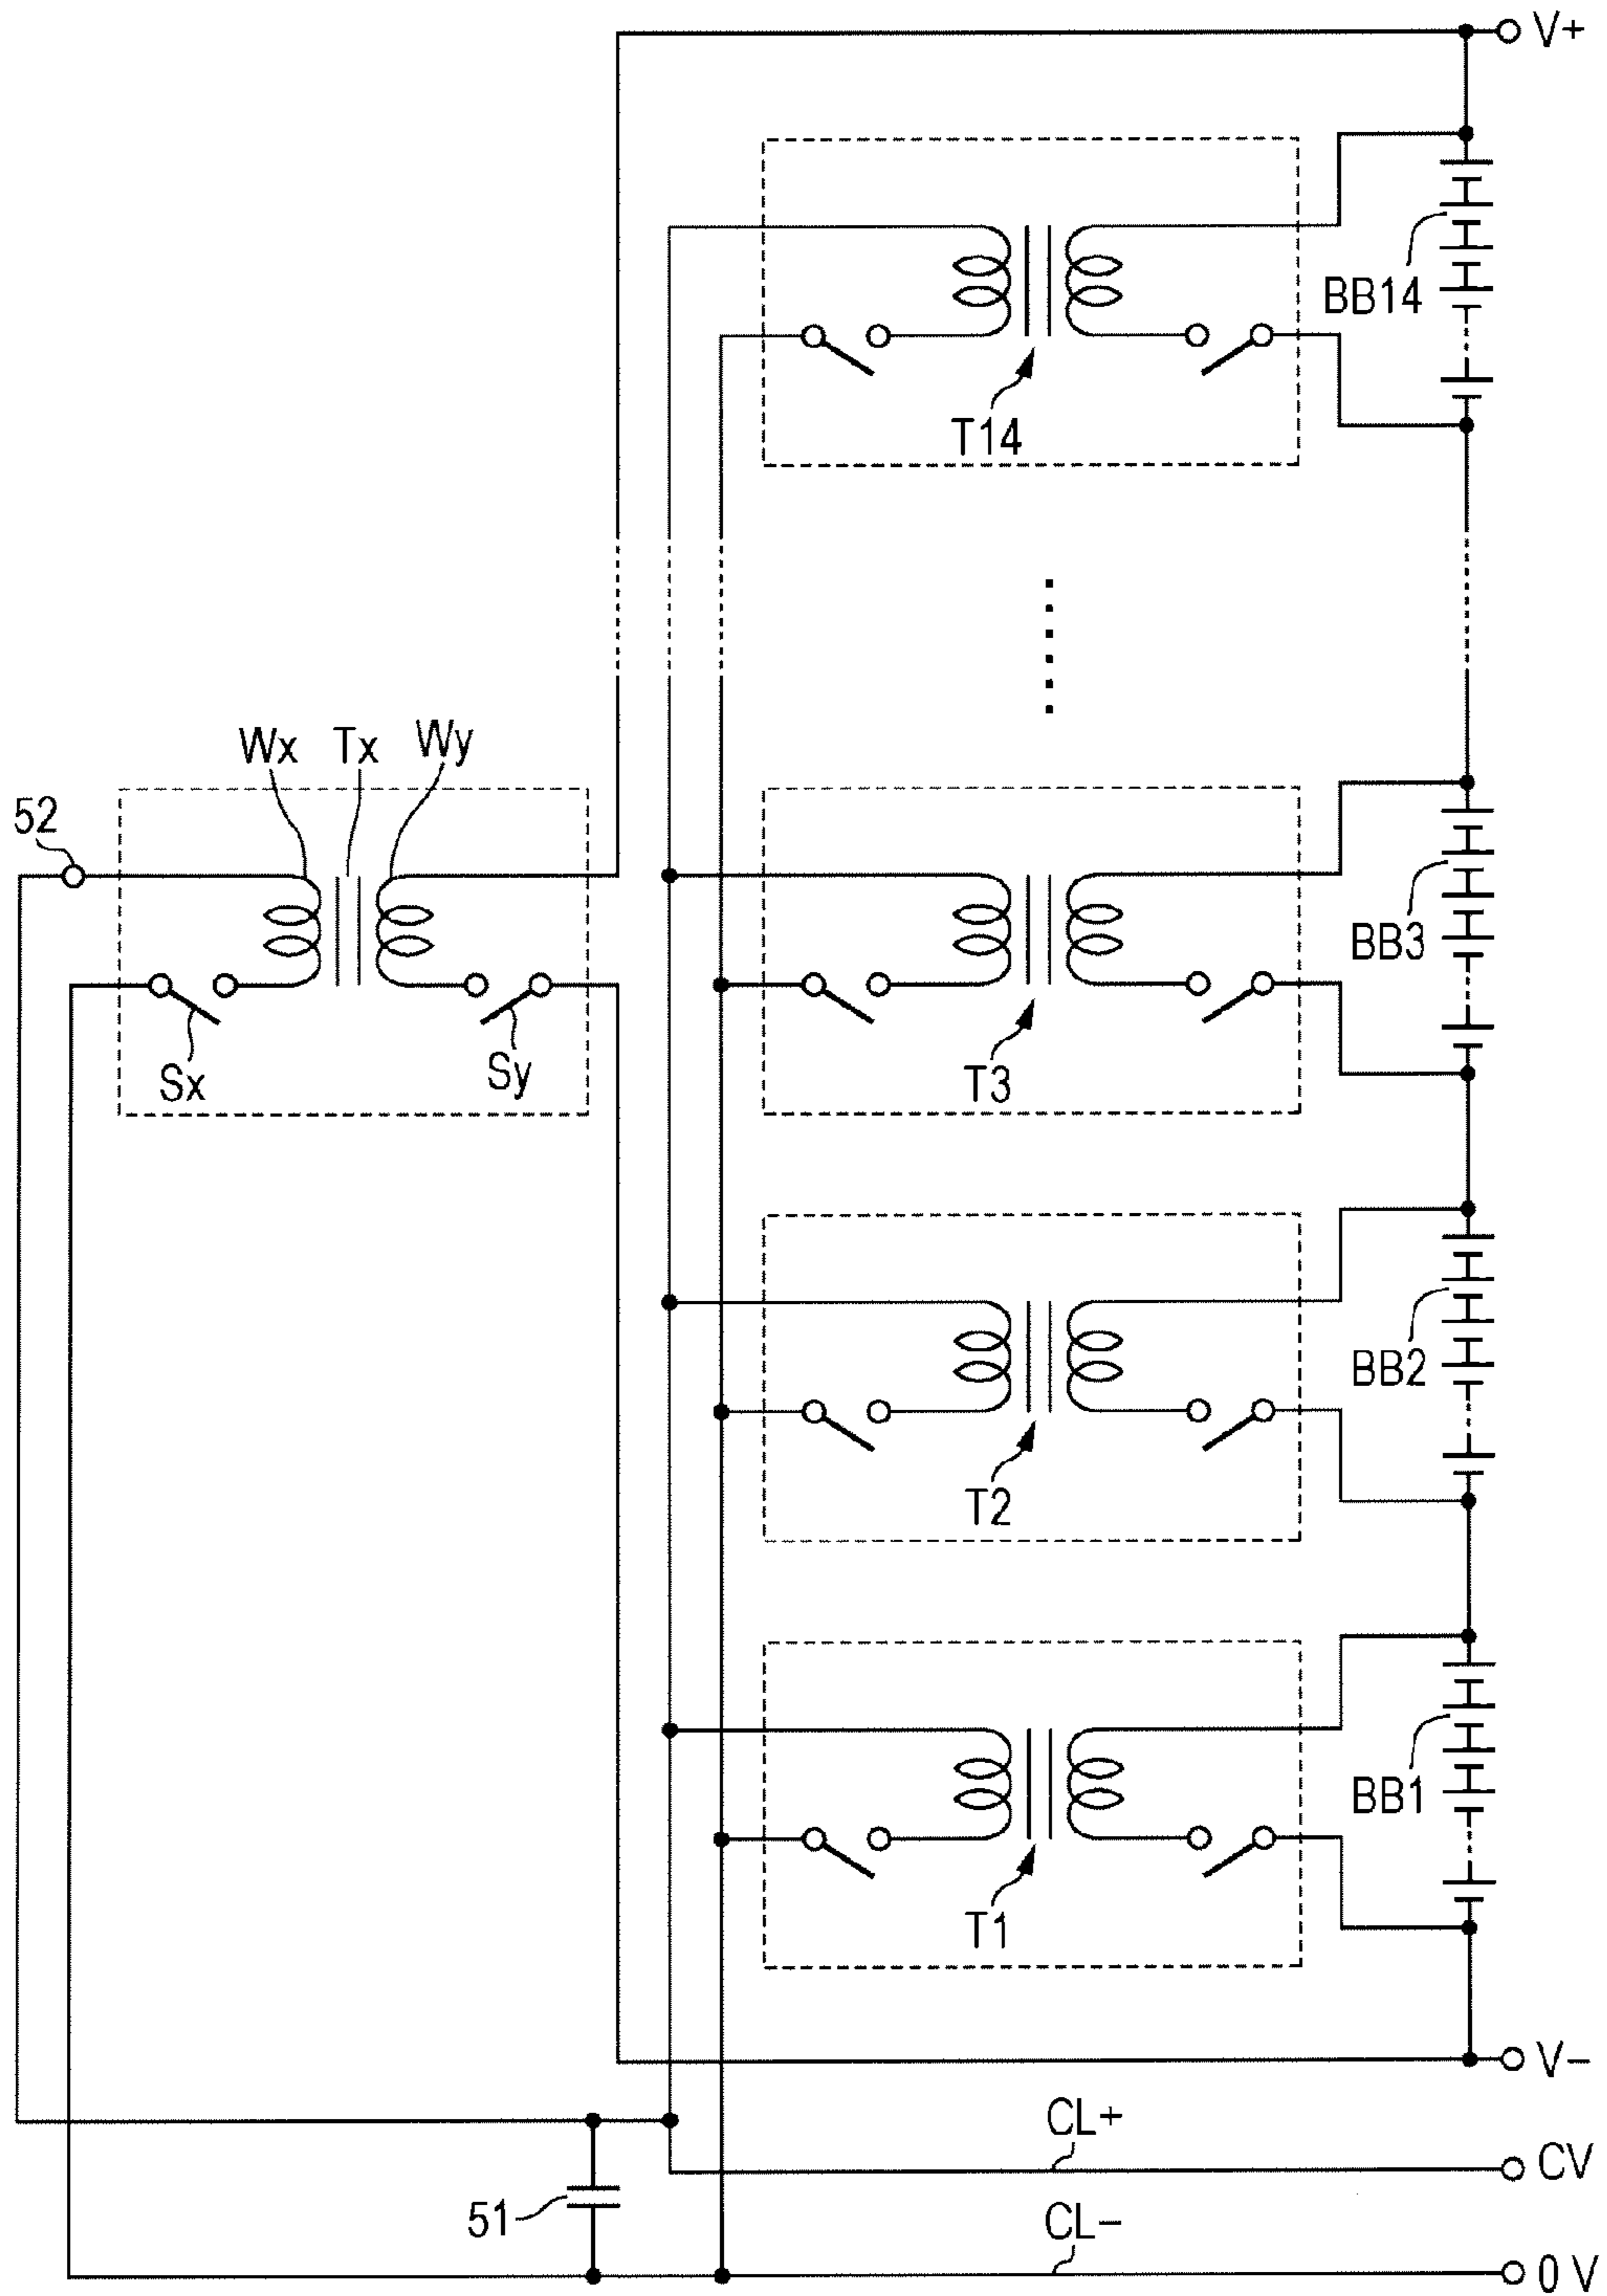 V+
BB14
T14
Wx Tx Wy
52
BB3
Sx
Sy
T3
BB2
T2
BB1
T1
V−
CL+
CV
51
CL−
0 V